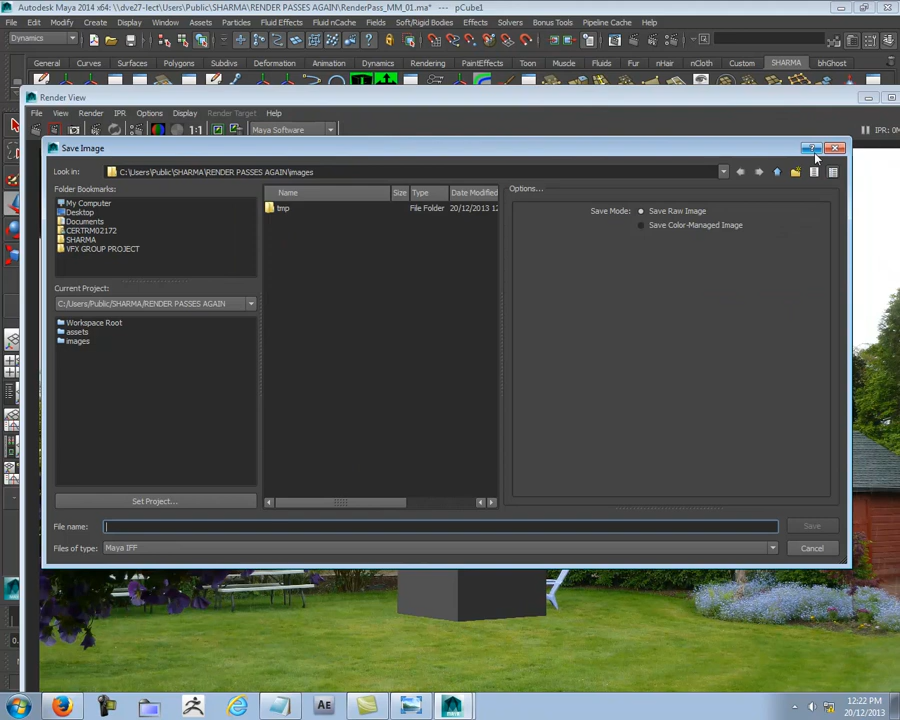 Autodesk Maya 2014 x64: \\dve27-lect\Users\Public\SHARMA\RENDER PASSES AGAIN\RenderPass_MM_01.ma* --- pCube1
File Edit Modify Create Display Window Assets Particles Fluid Effects Fluid nCache Fields Soft/Rigid Bodies Effects Solvers Bonus Tools Pipeline Cache Help
Dynamics
General Curves Surfaces Polygons Subdivs Deformation Animation Dynamics Rendering PaintEffects Toon Muscle Fluids Fur nHair nCloth Custom SHARMA bhGhost
Render View
File View Render IPR Options Display Render Target Help
1:1 Maya Software IPR: 0M
Save Image
Look in: C:\Users\Public\SHARMA\RENDER PASSES AGAIN\images
Folder Bookmarks:
My Computer
Desktop
Documents
CERTRM02172
SHARMA
VFX GROUP PROJECT
Current Project:
C:/Users/Public/SHARMA/RENDER PASSES AGAIN
Workspace Root
assets
images
Set Project...
Name Size Type Date Modified
tmp File Folder 20/12/2013 12
Options...
Save Mode: Save Raw Image
Save Color-Managed Image
File name: Save
Files of type: Maya IFF Cancel
12:22 PM
20/12/2013